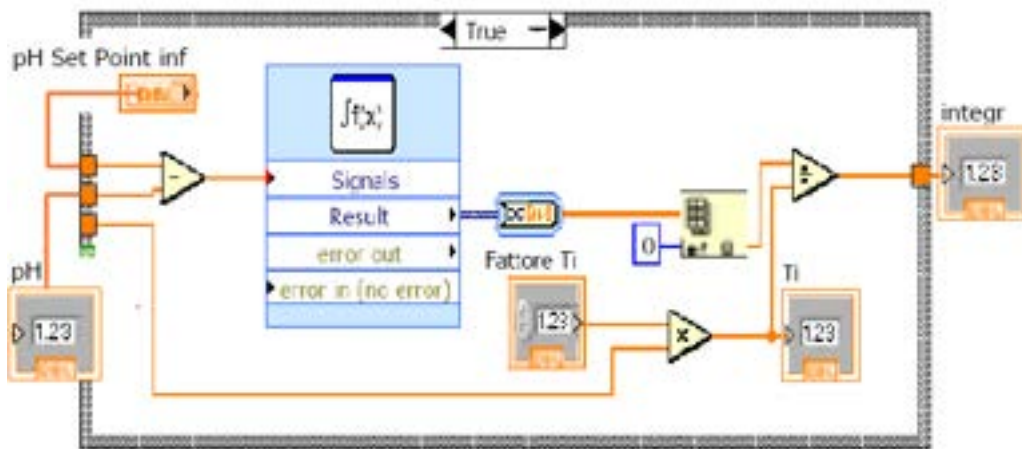 True
pH Set Point inf
integr
1.23
Signals
Result
error out
error in (no error)
0
pH
1.23
Fattore Ti
1.23
Ti
1.23